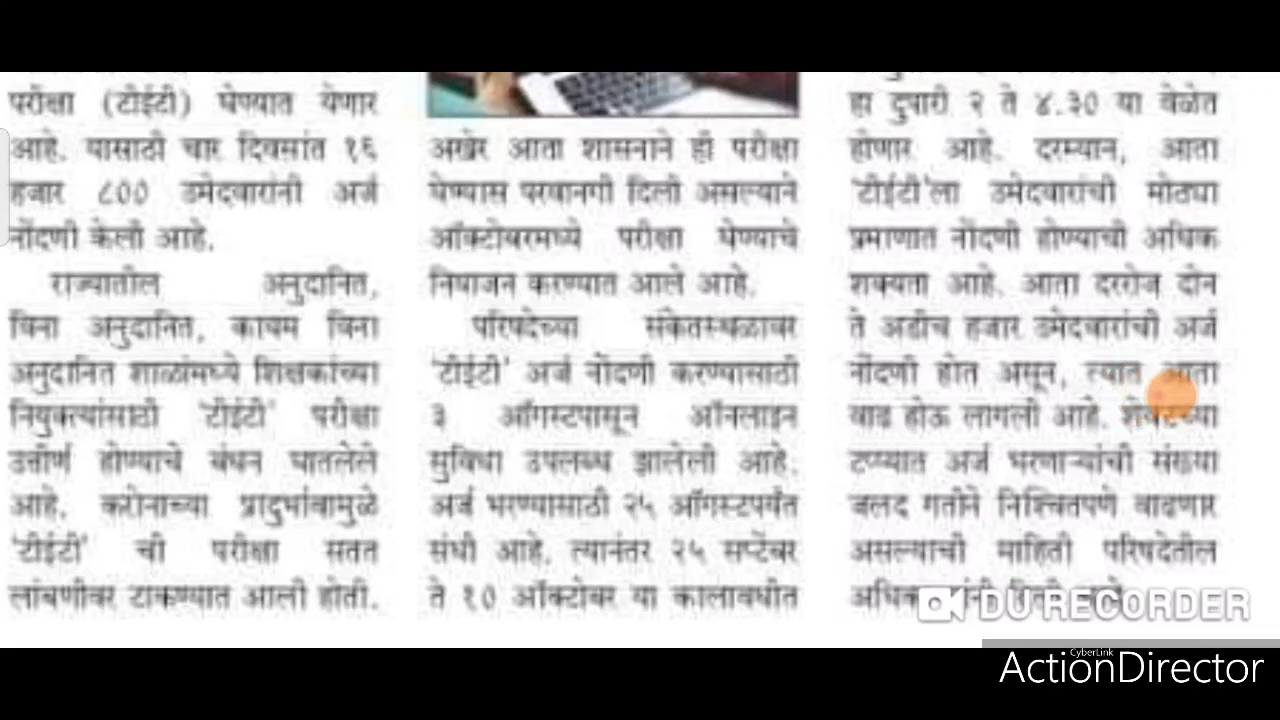 परीक्षा (टीईटी) घेण्यात येणार
आहे. यासाठी चार दिवसांत १६
हजार ८०० उमेदवारांनी अर्ज
नोंदणी केली आहे.
राज्यातील अनुदानित,
विना अनुदानित, कायम विना
अनुदानित शाळांमध्ये शिक्षकांच्या
नियुक्त्यांसाठी 'टीईटी' परीक्षा
उत्तीर्ण होण्याचे बंधन घातलेले
आहे. करोनाच्या प्रादुर्भावामुळे
'टीईटी' ची परीक्षा सतत
लांबणीवर टाकण्यात आली होती.
अखेर आता शासनाने ही परीक्षा
घेण्यास परवानगी दिली असल्याने
ऑक्टोबरमध्ये परीक्षा घेण्याचे
नियोजन करण्यात आले आहे.
परिषदेच्या संकेतस्थळावर
'टीईटी' अर्ज नोंदणी करण्यासाठी
३ ऑगस्टपासून ऑनलाइन
सुविधा उपलब्ध झालेली आहे.
अर्ज भरण्यासाठी २५ ऑगस्टपर्यंत
संधी आहे. त्यानंतर २५ सप्टेंबर
ते १० ऑक्टोबर या कालावधीत
हा दुपारी २ ते ४.३० या वेळेत
होणार आहे. दरम्यान, आता
'टीईटी'ला उमेदवारांची मोठ्या
प्रमाणात नोंदणी होण्याची अधिक
शक्यता आहे. आता दररोज दोन
ते अडीच हजार उमेदवारांची अर्ज
नोंदणी होत असून, त्यात आता
वाढ होऊ लागली आहे. शेवटच्या
टप्प्यात अर्ज भरणाऱ्यांची संख्या
जलद गतीने निश्चितपणे वाढणार
असल्याची माहिती परिषदेतील
DU RECORDER
CyberLink
ActionDirector